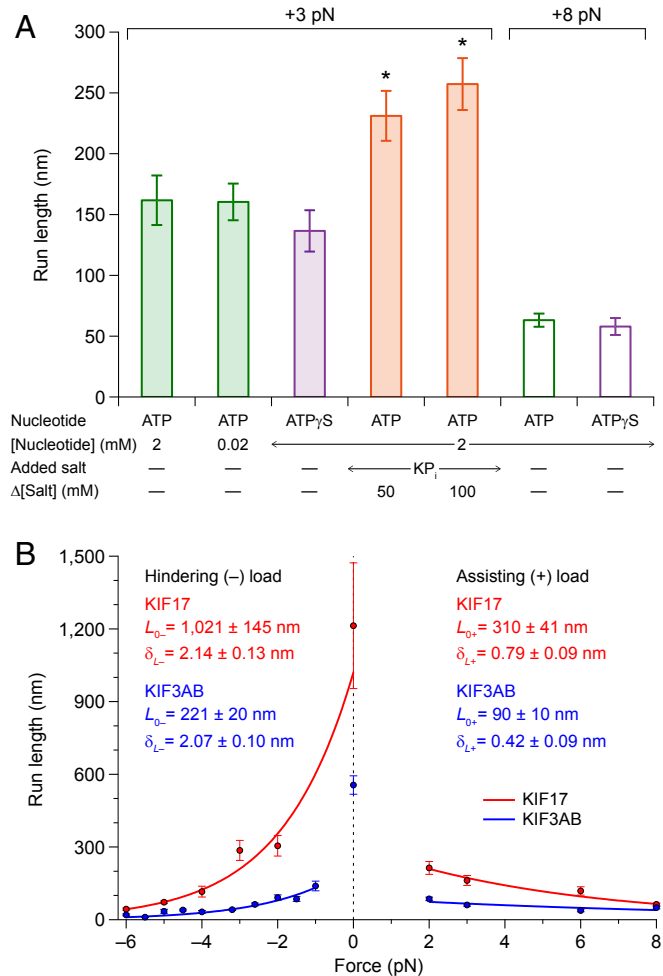 A
+3 pN
+8 pN
300
250
200
150
100
50
0
Run length (nm)
*
*
Nucleotide ATP ATP ATPγS ATP ATP ATP ATPγS
[Nucleotide] (mM) 2 0.02 2
Added salt — — — KPi — —
Δ[Salt] (mM) — — — 50 100 — —
B
1,500
1,200
900
600
300
0
Run length (nm)
Hindering (–) load
KIF17
L0–= 1,021 ± 145 nm
δL–= 2.14 ± 0.13 nm
KIF3AB
L0–= 221 ± 20 nm
δL–= 2.07 ± 0.10 nm
Assisting (+) load
KIF17
L0+= 310 ± 41 nm
δL+= 0.79 ± 0.09 nm
KIF3AB
L0+= 90 ± 10 nm
δL+= 0.42 ± 0.09 nm
KIF17
KIF3AB
–6 –4 –2 0 2 4 6 8
Force (pN)